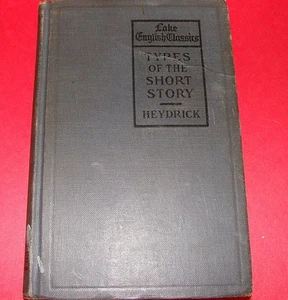 Lake
English Classics
TYPES
OF THE
SHORT
STORY
HEYDRICK